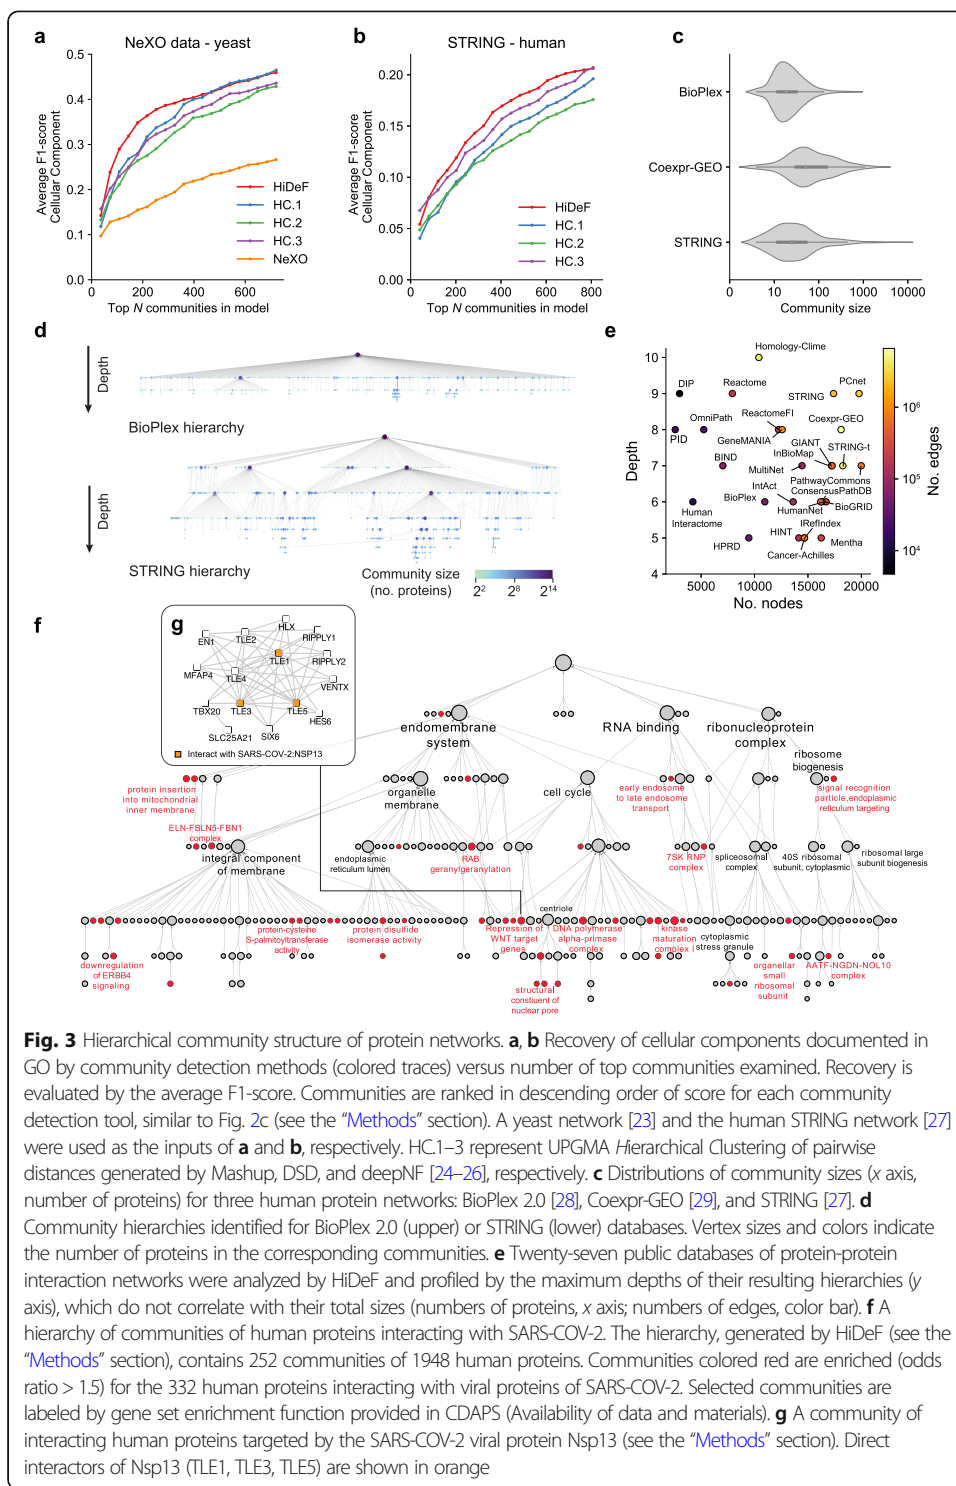 a
NeXO data - yeast
Average F1-score
Cellular Component
0.5
0.4
0.3
0.2
0.1
0.0
HiDeF
HC.1
HC.2
HC.3
NeXO
0 200 400 600
Top N communities in model
b
STRING - human
Average F1-score
Cellular Component
0.20
0.15
0.10
0.05
0.00
HiDeF
HC.1
HC.2
HC.3
0 200 400 600 800
Top N communities in model
c
BioPlex
Coexpr-GEO
STRING
0 10 100 1000 10000
Community size
d
Depth
BioPlex hierarchy
Depth
STRING hierarchy
Community size
(no. proteins)
2² 2⁸ 2¹⁴
e
Depth
10
9
8
7
6
5
4
Homology-Clime
DIP
Reactome
STRING
PCnet
OmniPath
ReactomeFI
Coexpr-GEO
PID
GeneMANIA
GIANT
STRING-t
BIND
InBioMap
MultiNet
PathwayCommons
IntAct
ConsensusPathDB
BioPlex
Human
Interactome
HumanNet
BioGRID
HINT
IRefIndex
HPRD
Mentha
Cancer-Achilles
5000 10000 15000 20000
No. nodes
10⁶
10⁵
10⁴
No. edges
f
g
HLX
EN1
TLE2
RIPPLY1
TLE1
RIPPLY2
MFAP4
TLE4
VENTX
TBX20
TLE3
TLE5
HES6
SLC25A21
SIX6
Interact with SARS-COV-2:NSP13
endomembrane
system
RNA binding
ribonucleoprotein
complex
ribosome
biogenesis
protein insertion
into mitochondrial
inner membrane
organelle
membrane
cell cycle
early endosome
to late endosome
transport
signal recognition
particle,endoplasmic
reticulum targeting
ELN-FBLN5-FBN1
complex
integral component
of membrane
endoplasmic
reticulum lumen
RAB
geranylgeranylation
7SK RNP
complex
spliceosomal
complex
40S ribosomal
subunit, cytoplasmic
ribosomal large
subunit biogenesis
protein-cysteine
S-palmitoyltransferase
activity
protein disulfide
isomerase activity
centriole
Repression of
WNT target
genes
DNA polymerase
alpha-primase
complex
kinase
maturation
complex I
cytoplasmic
stress granule
downregulation
of ERBB4
signaling
structural
constiuent of
nuclear pore
organellar
small
ribosomal
subunit
AATF-NGDN-NOL10
complex
Fig. 3 Hierarchical community structure of protein networks. a, b Recovery of cellular components documented in
GO by community detection methods (colored traces) versus number of top communities examined. Recovery is
evaluated by the average F1-score. Communities are ranked in descending order of score for each community
detection tool, similar to Fig. 2c (see the “Methods” section). A yeast network [23] and the human STRING network [27]
were used as the inputs of a and b, respectively. HC.1–3 represent UPGMA Hierarchical Clustering of pairwise
distances generated by Mashup, DSD, and deepNF [24–26], respectively. c Distributions of community sizes (x axis,
number of proteins) for three human protein networks: BioPlex 2.0 [28], Coexpr-GEO [29], and STRING [27]. d
Community hierarchies identified for BioPlex 2.0 (upper) or STRING (lower) databases. Vertex sizes and colors indicate
the number of proteins in the corresponding communities. e Twenty-seven public databases of protein-protein
interaction networks were analyzed by HiDeF and profiled by the maximum depths of their resulting hierarchies (y
axis), which do not correlate with their total sizes (numbers of proteins, x axis; numbers of edges, color bar). f A
hierarchy of communities of human proteins interacting with SARS-COV-2. The hierarchy, generated by HiDeF (see the
“Methods” section), contains 252 communities of 1948 human proteins. Communities colored red are enriched (odds
ratio > 1.5) for the 332 human proteins interacting with viral proteins of SARS-COV-2. Selected communities are
labeled by gene set enrichment function provided in CDAPS (Availability of data and materials). g A community of
interacting human proteins targeted by the SARS-COV-2 viral protein Nsp13 (see the “Methods” section). Direct
interactors of Nsp13 (TLE1, TLE3, TLE5) are shown in orange